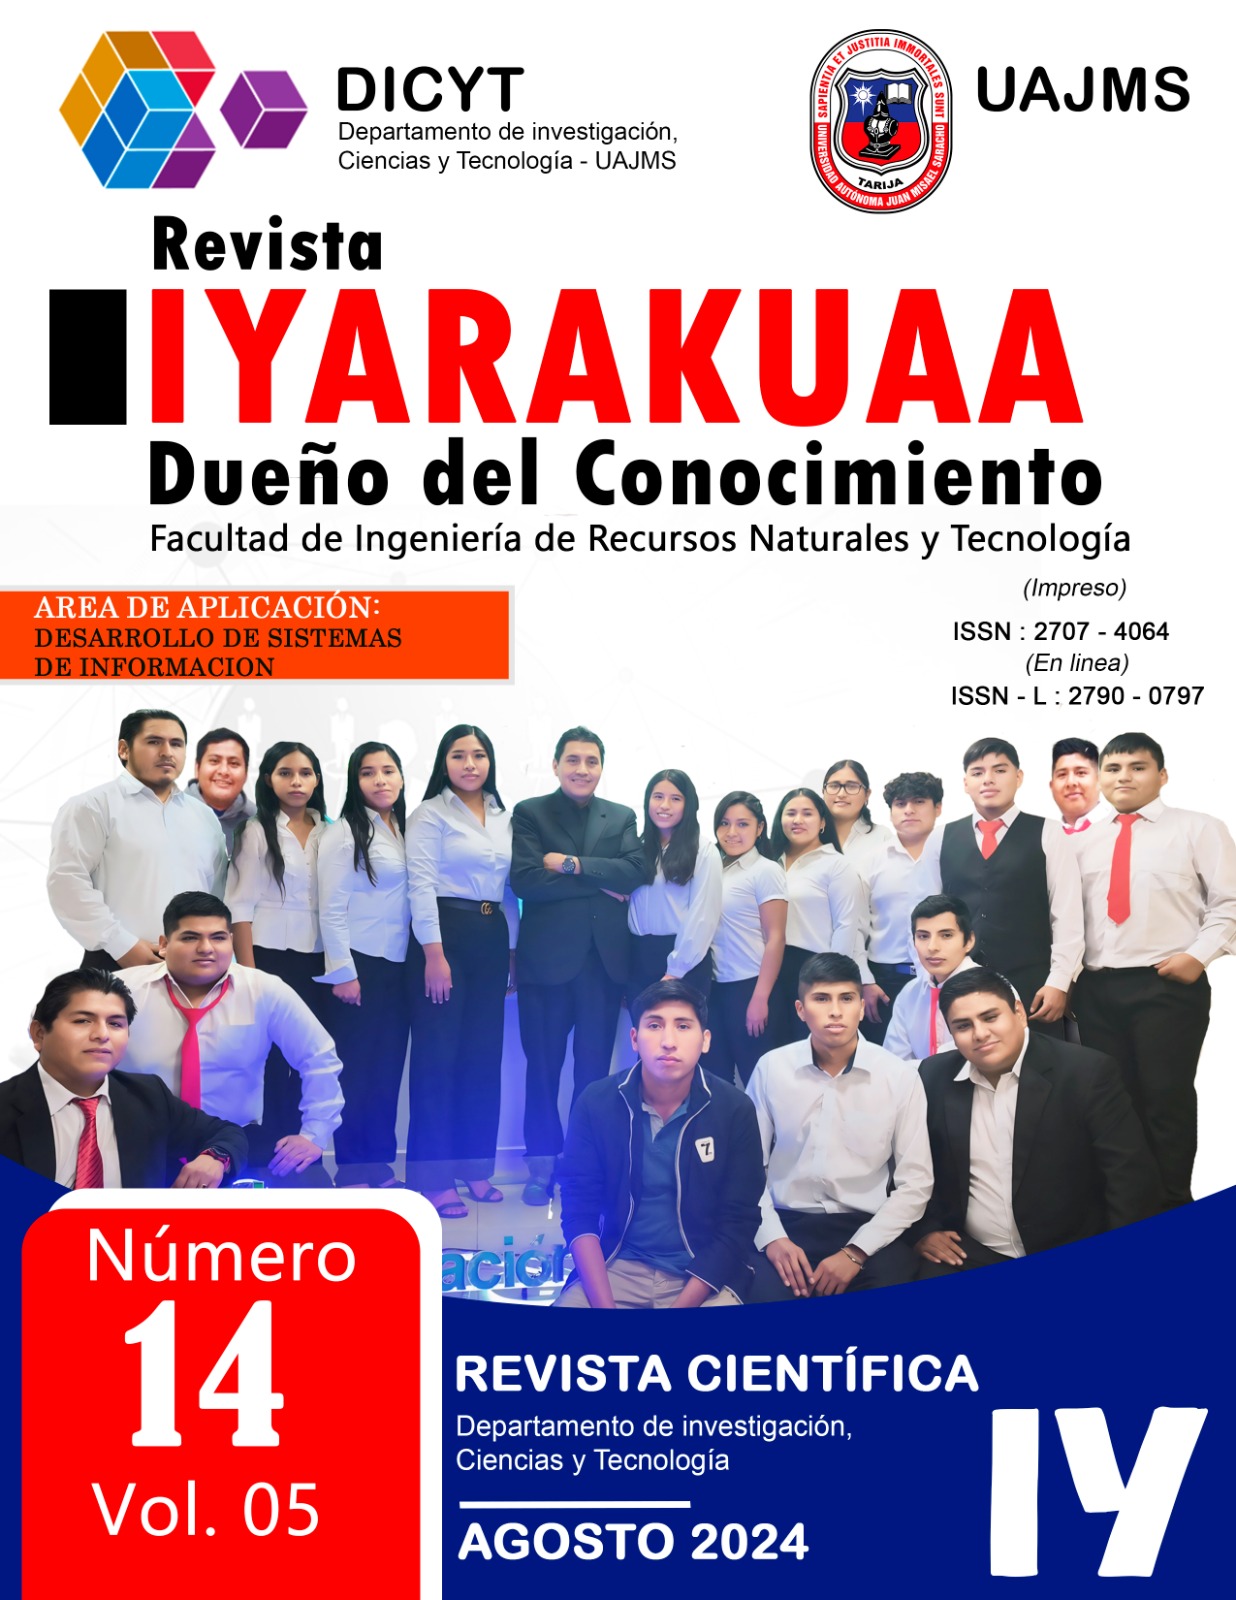 DICYT
Departamento de investigación,
Ciencias y Tecnología - UAJMS
SAPIENTIA ET JUSTITIA IMMORTALES SUNT
UNIVERSIDAD AUTÓNOMA JUAN MISAEL SARACHO
TARIJA
UAJMS
Revista
IYARAKUAA
Dueño del Conocimiento
Facultad de Ingeniería de Recursos Naturales y Tecnología
AREA DE APLICACIÓN:
DESARROLLO DE SISTEMAS
DE INFORMACION
(Impreso)
ISSN : 2707 - 4064
(En linea)
ISSN - L : 2790 - 0797
ación
Número
14
Vol. 05
REVISTA CIENTÍFICA
Departamento de investigación,
Ciencias y Tecnología
AGOSTO 2024
IY